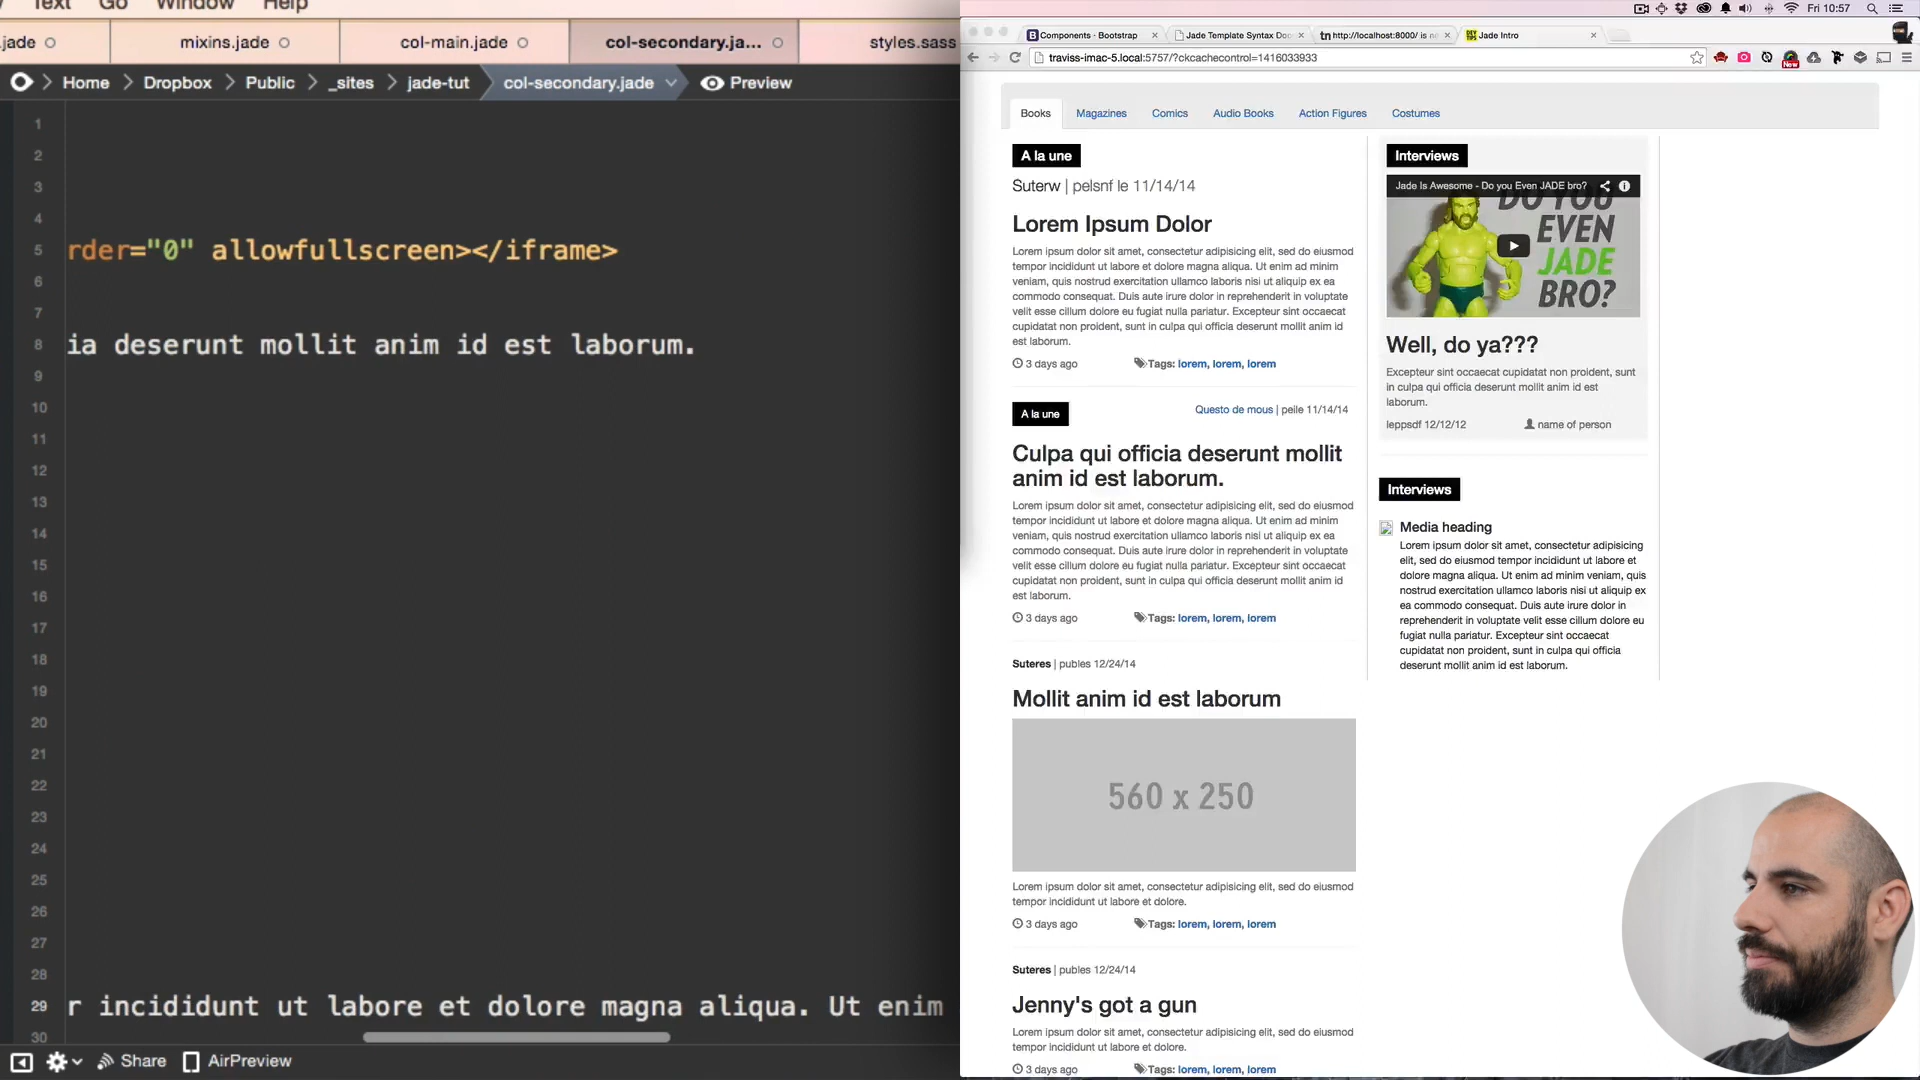 Text Go Window Help
.jade
mixins.jade
col-main.jade
col-secondary.ja...
styles.sass
Home
Dropbox
Public
_sites
jade-tut
col-secondary.jade
Preview
1
2
3
4
5 rder="0" allowfullscreen></iframe>
6
7
8 ia deserunt mollit anim id est laborum.
9
10
11
12
13
14
15
16
17
18
19
20
21
22
23
24
25
26
27
28
29 r incididunt ut labore et dolore magna aliqua. Ut enim
30
Share AirPreview
Fri 10:57
Components · Bootstrap
Jade Template Syntax Doc
http://localhost:8000/ is n
Jade Intro
traviss-imac-5.local:5757/?ckcachecontrol=1416033933
New
Books Magazines Comics Audio Books Action Figures Costumes
A la une
Suterw | pelsnf le 11/14/14
Lorem Ipsum Dolor
Lorem ipsum dolor sit amet, consectetur adipisicing elit, sed do eiusmod
tempor incididunt ut labore et dolore magna aliqua. Ut enim ad minim
veniam, quis nostrud exercitation ullamco laboris nisi ut aliquip ex ea
commodo consequat. Duis aute irure dolor in reprehenderit in voluptate
velit esse cillum dolore eu fugiat nulla pariatur. Excepteur sint occaecat
cupidatat non proident, sunt in culpa qui officia deserunt mollit anim id
est laborum.
3 days ago Tags: lorem, lorem, lorem
A la une
Questo de mous | peile 11/14/14
Culpa qui officia deserunt mollit
anim id est laborum.
Lorem ipsum dolor sit amet, consectetur adipisicing elit, sed do eiusmod
tempor incididunt ut labore et dolore magna aliqua. Ut enim ad minim
veniam, quis nostrud exercitation ullamco laboris nisi ut aliquip ex ea
commodo consequat. Duis aute irure dolor in reprehenderit in voluptate
velit esse cillum dolore eu fugiat nulla pariatur. Excepteur sint occaecat
cupidatat non proident, sunt in culpa qui officia deserunt mollit anim id
est laborum.
3 days ago Tags: lorem, lorem, lorem
Suteres | publes 12/24/14
Mollit anim id est laborum
560 x 250
Lorem ipsum dolor sit amet, consectetur adipisicing elit, sed do eiusmod
tempor incididunt ut labore et dolore.
3 days ago Tags: lorem, lorem, lorem
Suteres | publes 12/24/14
Jenny's got a gun
Lorem ipsum dolor sit amet, consectetur adipisicing elit, sed do eiusmod
tempor incididunt ut labore et dolore.
3 days ago Tags: lorem, lorem, lorem
Interviews
Jade Is Awesome - Do you Even JADE bro?
DO YOU
EVEN
JADE
BRO?
Well, do ya???
Excepteur sint occaecat cupidatat non proident, sunt
in culpa qui officia deserunt mollit anim id est
laborum.
leppsdf 12/12/12 name of person
Interviews
Media heading
Lorem ipsum dolor sit amet, consectetur adipisicing
elit, sed do eiusmod tempor incididunt ut labore et
dolore magna aliqua. Ut enim ad minim veniam, quis
nostrud exercitation ullamco laboris nisi ut aliquip ex
ea commodo consequat. Duis aute irure dolor in
reprehenderit in voluptate velit esse cillum dolore eu
fugiat nulla pariatur. Excepteur sint occaecat
cupidatat non proident, sunt in culpa qui officia
deserunt mollit anim id est laborum.